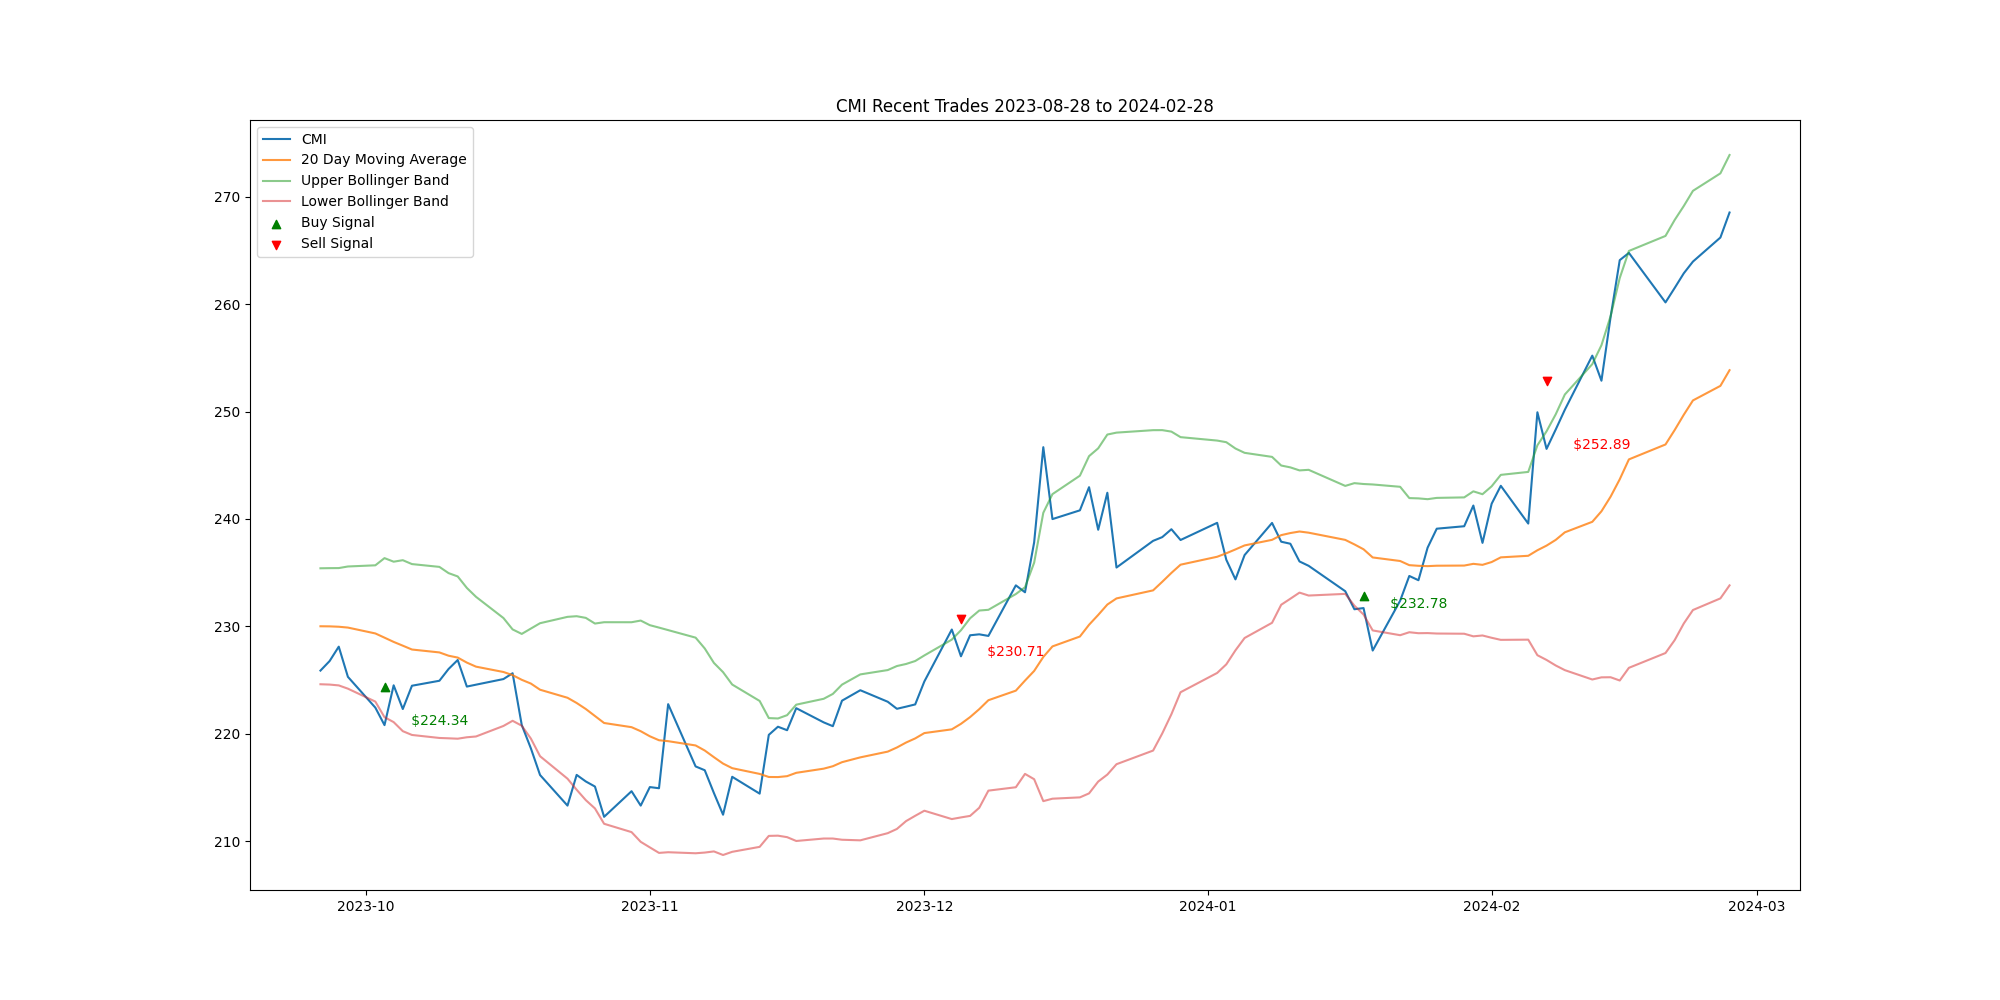 CMI Recent Trades 2023-08-28 to 2024-02-28
CMI
20 Day Moving Average
Upper Bollinger Band
Lower Bollinger Band
Buy Signal
Sell Signal
270
260
250
240
230
220
210
$224.34
$230.71
$232.78
$252.89
2023-10
2023-11
2023-12
2024-01
2024-02
2024-03